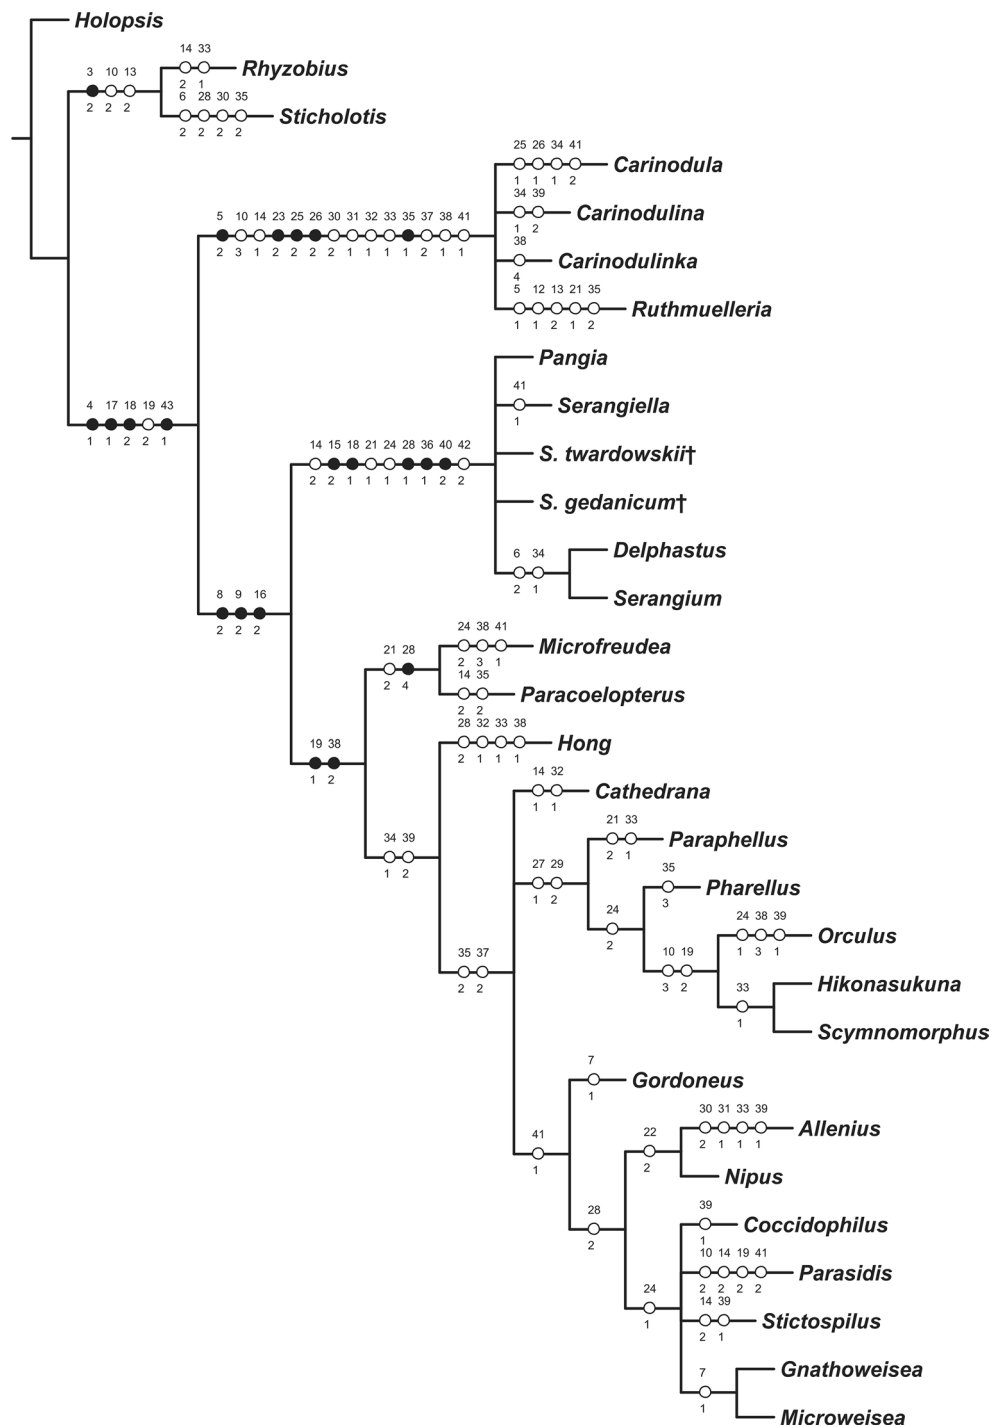 Holopsis
14 33
Rhyzobius
2 1
3 10 13
2 2 2
6 28 30 35
Sticholotis
2 2 2 2
25 26 34 41
Carinodula
1 1 1 2
34 39
Carinodulina
1 2
5 10 14 23 25 26 30 31 32 33 35 37 38 41
2 3 1 2 2 2 2 1 1 1 1 2 1 1
38
Carinodulinka
4
5 12 13 21 35
Ruthmuelleria
1 1 2 1 2
Pangia
41
Serangiella
1
4 17 18 19 43
1 1 2 2 1
14 15 18 21 24 28 36 40 42
2 2 1 1 1 1 1 2 2
S. twardowskii†
S. gedanicum†
Delphastus
6 34
2 1
Serangium
8 9 16
2 2 2
24 38 41
Microfreudea
2 3 1
21 28
2 4
14 35
Paracoelopterus
2 2
28 32 33 38
Hong
2 1 1 1
19 38
1 2
14 32
Cathedrana
1 1
21 33
Paraphellus
2 1
34 39
1 2
27 29
1 2
35
Pharellus
3
24
2
24 38 39
Orculus
1 3 1
10 19
3 2
35 37
2 2
Hikonasukuna
33
1
Scymnomorphus
7
Gordoneus
1
30 31 33 39
Allenius
2 1 1 1
41
1
22
2
Nipus
28
2
39
Coccidophilus
1
10 14 19 41
Parasidis
2 2 2 2
24
1
14 39
Stictospilus
2 1
Gnathoweisea
7
1
Microweisea